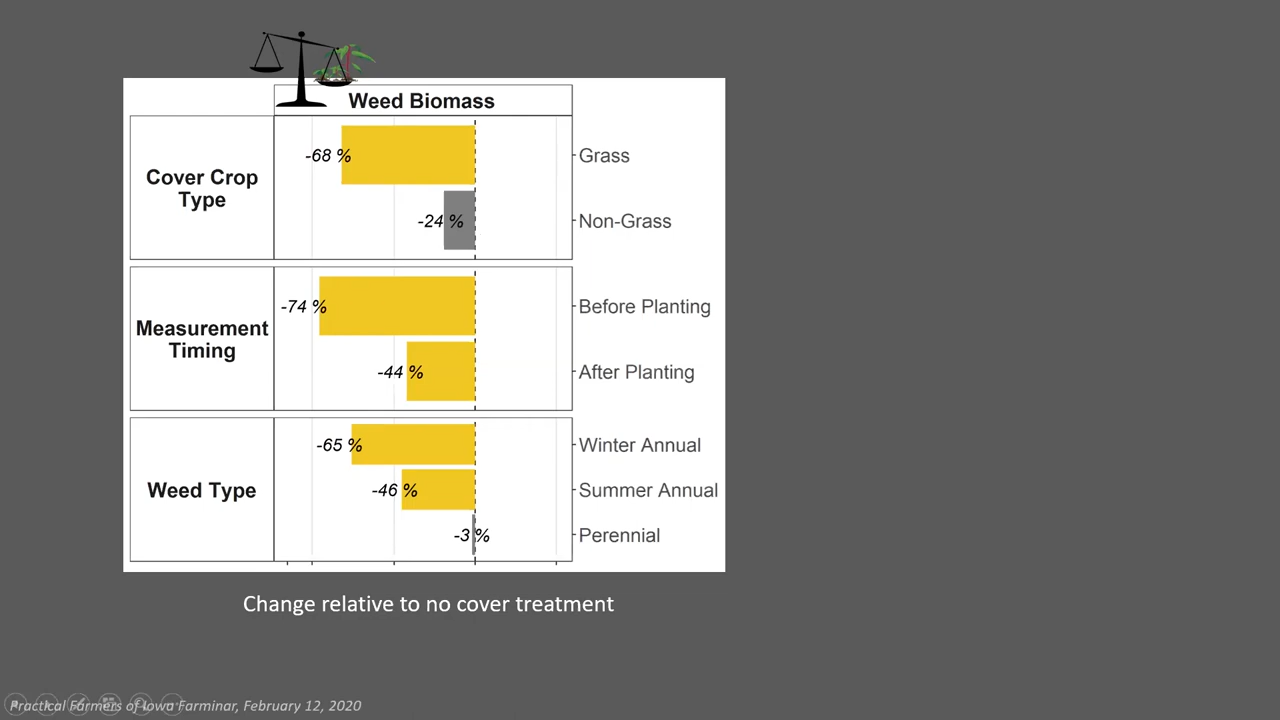 Weed Biomass
Cover Crop
Type
-68 %
Grass
-24 %
Non-Grass
Measurement
Timing
-74 %
Before Planting
-44 %
After Planting
Weed Type
-65 %
Winter Annual
-46 %
Summer Annual
-3 %
Perennial
Change relative to no cover treatment
Practical Farmers of Iowa Farminar, February 12, 2020